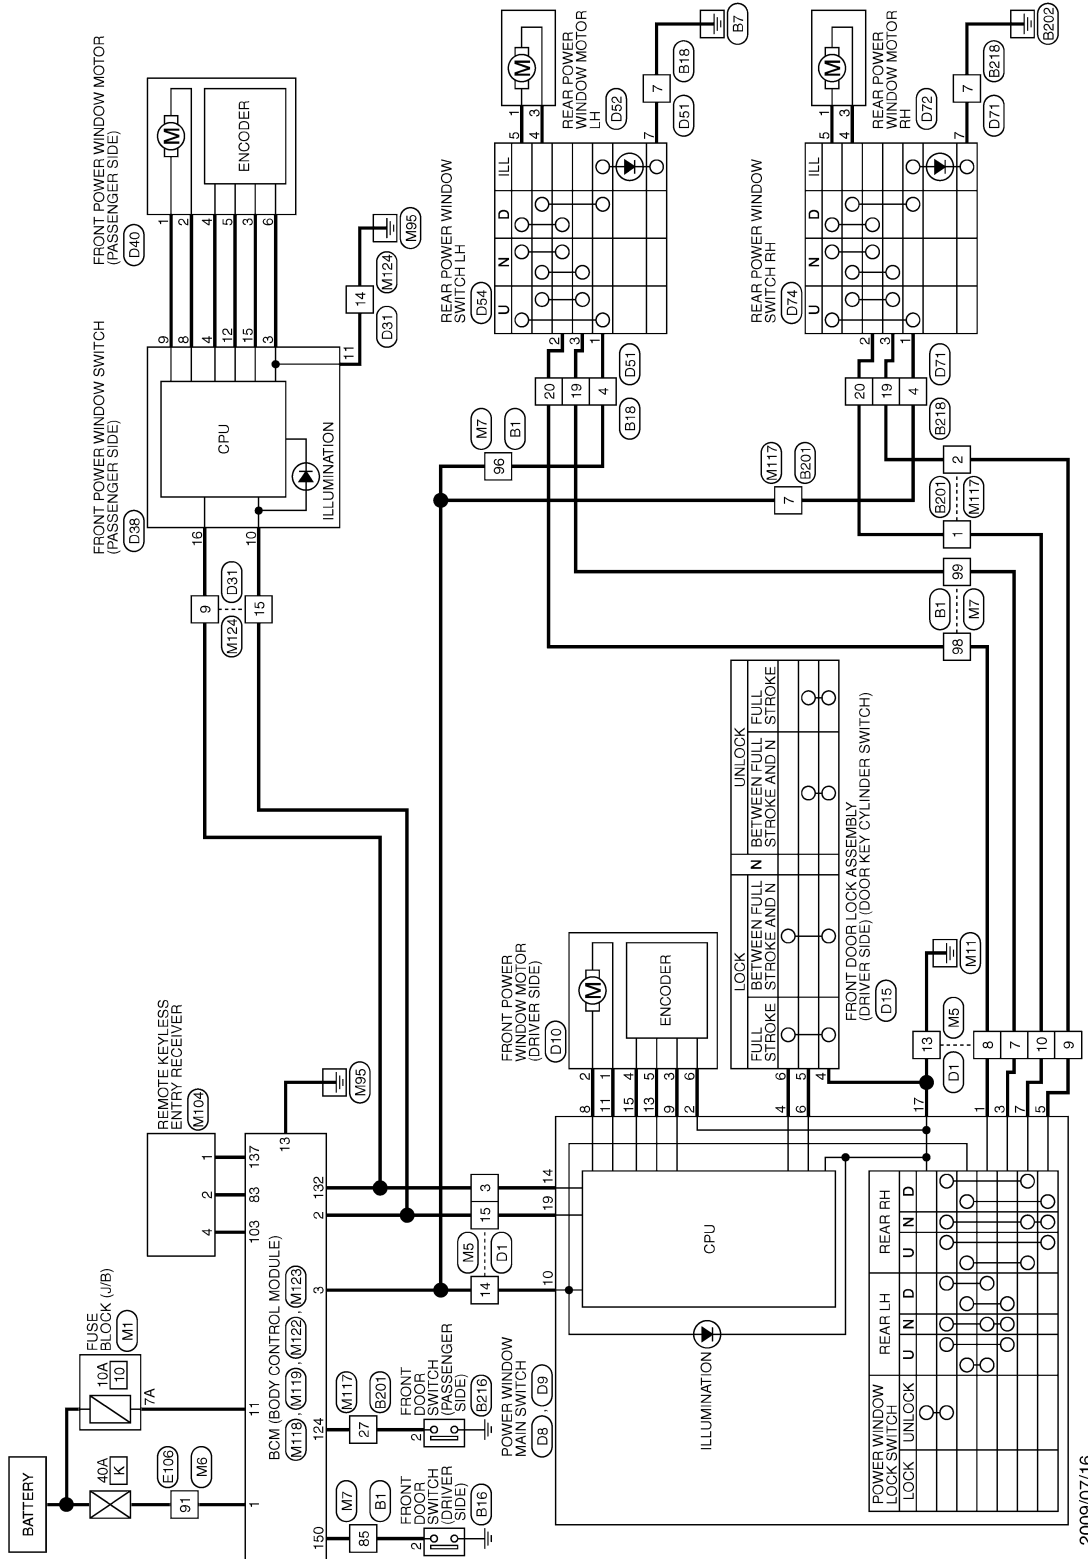 BATTERY
40A
K
FUSE
BLOCK (J/B)
M1
10A
10
7A
E106
91
M6
1
11
REMOTE KEYLESS
ENTRY RECEIVER
M104
4
2
1
103
83
137
13
M95
BCM (BODY CONTROL MODULE)
M118 , M119 , M122 , M123
150
124
3
2
132
M7
85
B1
FRONT
DOOR
SWITCH
(DRIVER
SIDE)
2
B16
M117
27
B201
FRONT
DOOR
SWITCH
(PASSENGER
SIDE)
2
B216
M5
D1
14
15
3
FRONT POWER WINDOW SWITCH
(PASSENGER SIDE)
D38
16
10
9
15
D31
M124
CPU
ILLUMINATION
9
8
4
12
15
3
11
14
D31
M124
M95
FRONT POWER WINDOW MOTOR
(PASSENGER SIDE)
D40
1
2
4
5
3
6
M
ENCODER
POWER WINDOW
MAIN SWITCH
D8 , D9
10
19
14
CPU
ILLUMINATION
8
11
15
13
9
2
4
6
17
1
3
7
5
FRONT POWER
WINDOW MOTOR
(DRIVER SIDE)
D10
2
1
4
5
3
6
M
ENCODER
LOCK
UNLOCK
FULL
STROKE
BETWEEN FULL
STROKE AND N
N
BETWEEN FULL
STROKE AND N
FULL
STROKE
6
5
4
FRONT DOOR LOCK ASSEMBLY
(DRIVER SIDE) (DOOR KEY CYLINDER SWITCH)
D15
POWER WINDOW
LOCK SWITCH
REAR LH
REAR RH
LOCK
UNLOCK
U
N
D
U
N
D
D1
13
M5
M11
8
7
10
9
98
99
B1
M7
1
2
B201
M117
M7
96
B1
M117
7
B201
REAR POWER WINDOW
SWITCH LH
D54
U
N
D
ILL
2
3
1
20
19
4
B18
D51
5
4
7
1
3
M
REAR POWER
WINDOW MOTOR
LH
D52
D51
7
B18
B7
REAR POWER WINDOW
SWITCH RH
D74
U
N
D
ILL
2
3
1
20
19
4
B218
D71
5
4
7
1
3
M
REAR POWER
WINDOW MOTOR
RH
D72
D71
7
B218
B202
2009/07/16